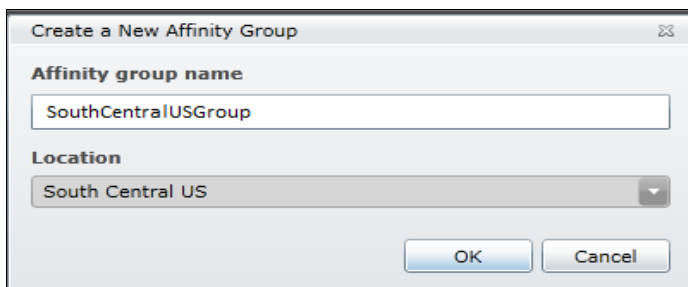 Create a New Affinity Group
Affinity group name
SouthCentralUSGroup
Location
South Central US
OK Cancel